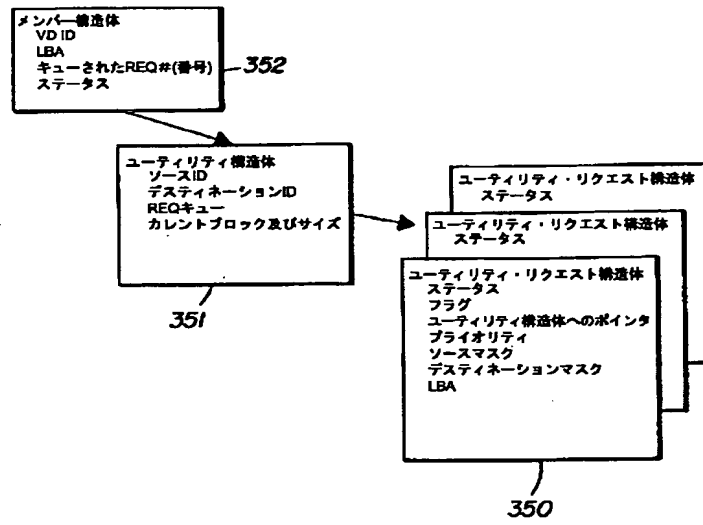 メンバー構造体
VD ID
LBA
キューされたREQ#(番号)
ステータス
352
ユーティリティ構造体
ソースID
デスティネーションID
REQキュー
カレントブロック及びサイズ
351
ユーティリティ・リクエスト構造体
ステータス
ユーティリティ・リクエスト構造体
ステータス
ユーティリティ・リクエスト構造体
ステータス
フラグ
ユーティリティ構造体へのポインタ
プライオリティ
ソースマスク
デスティネーションマスク
LBA
350